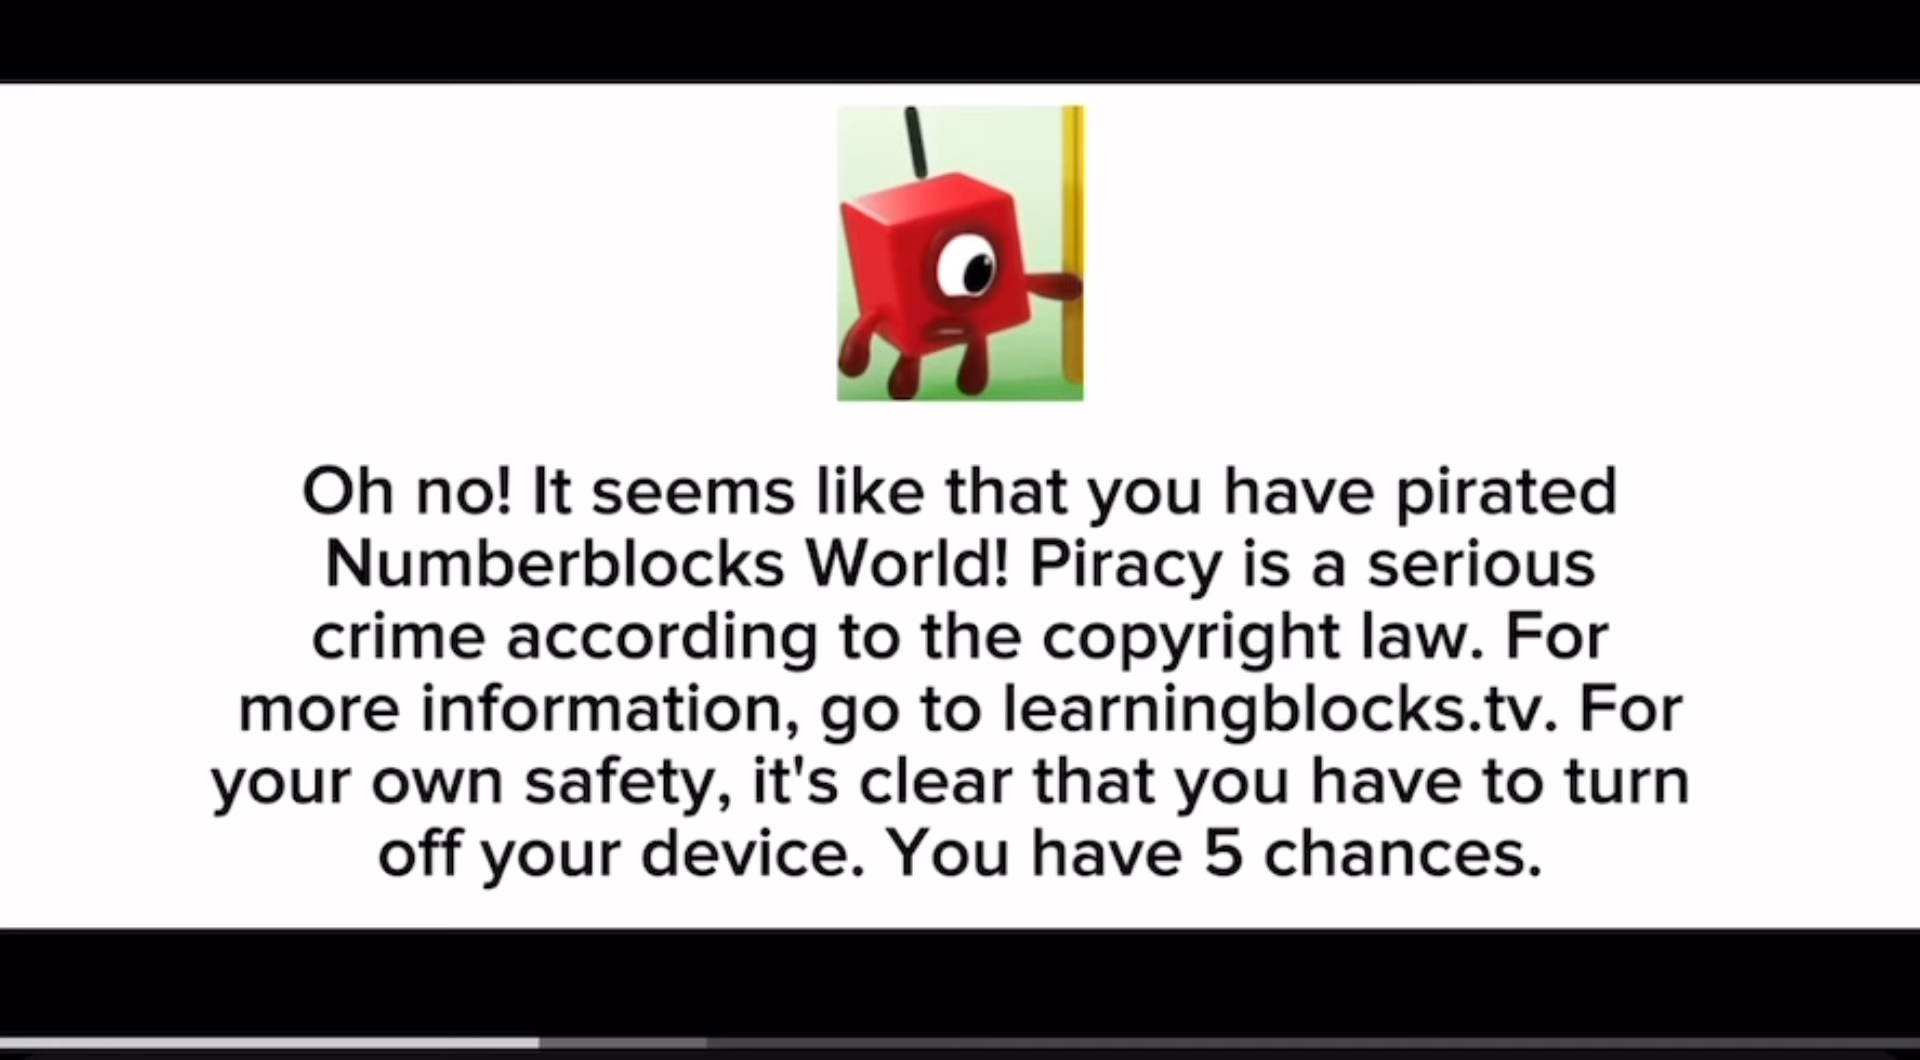 Oh no! It seems like that you have pirated
Numberblocks World! Piracy is a serious
crime according to the copyright law. For
more information, go to learningblocks.tv. For
your own safety, it's clear that you have to turn
off your device. You have 5 chances.